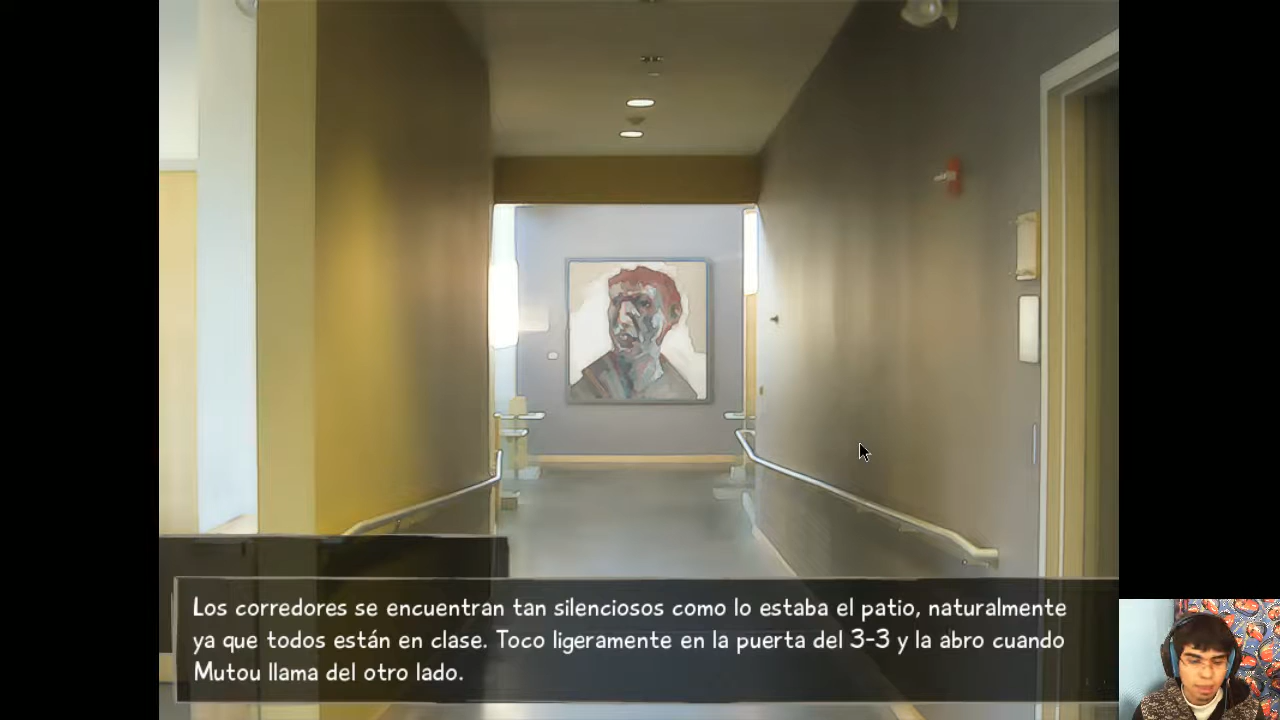 Los corredores se encuentran tan silenciosos como lo estaba el patio, naturalmente
ya que todos están en clase. Toco ligeramente en la puerta del 3-3 y la abro cuando
Mutou llama del otro lado.